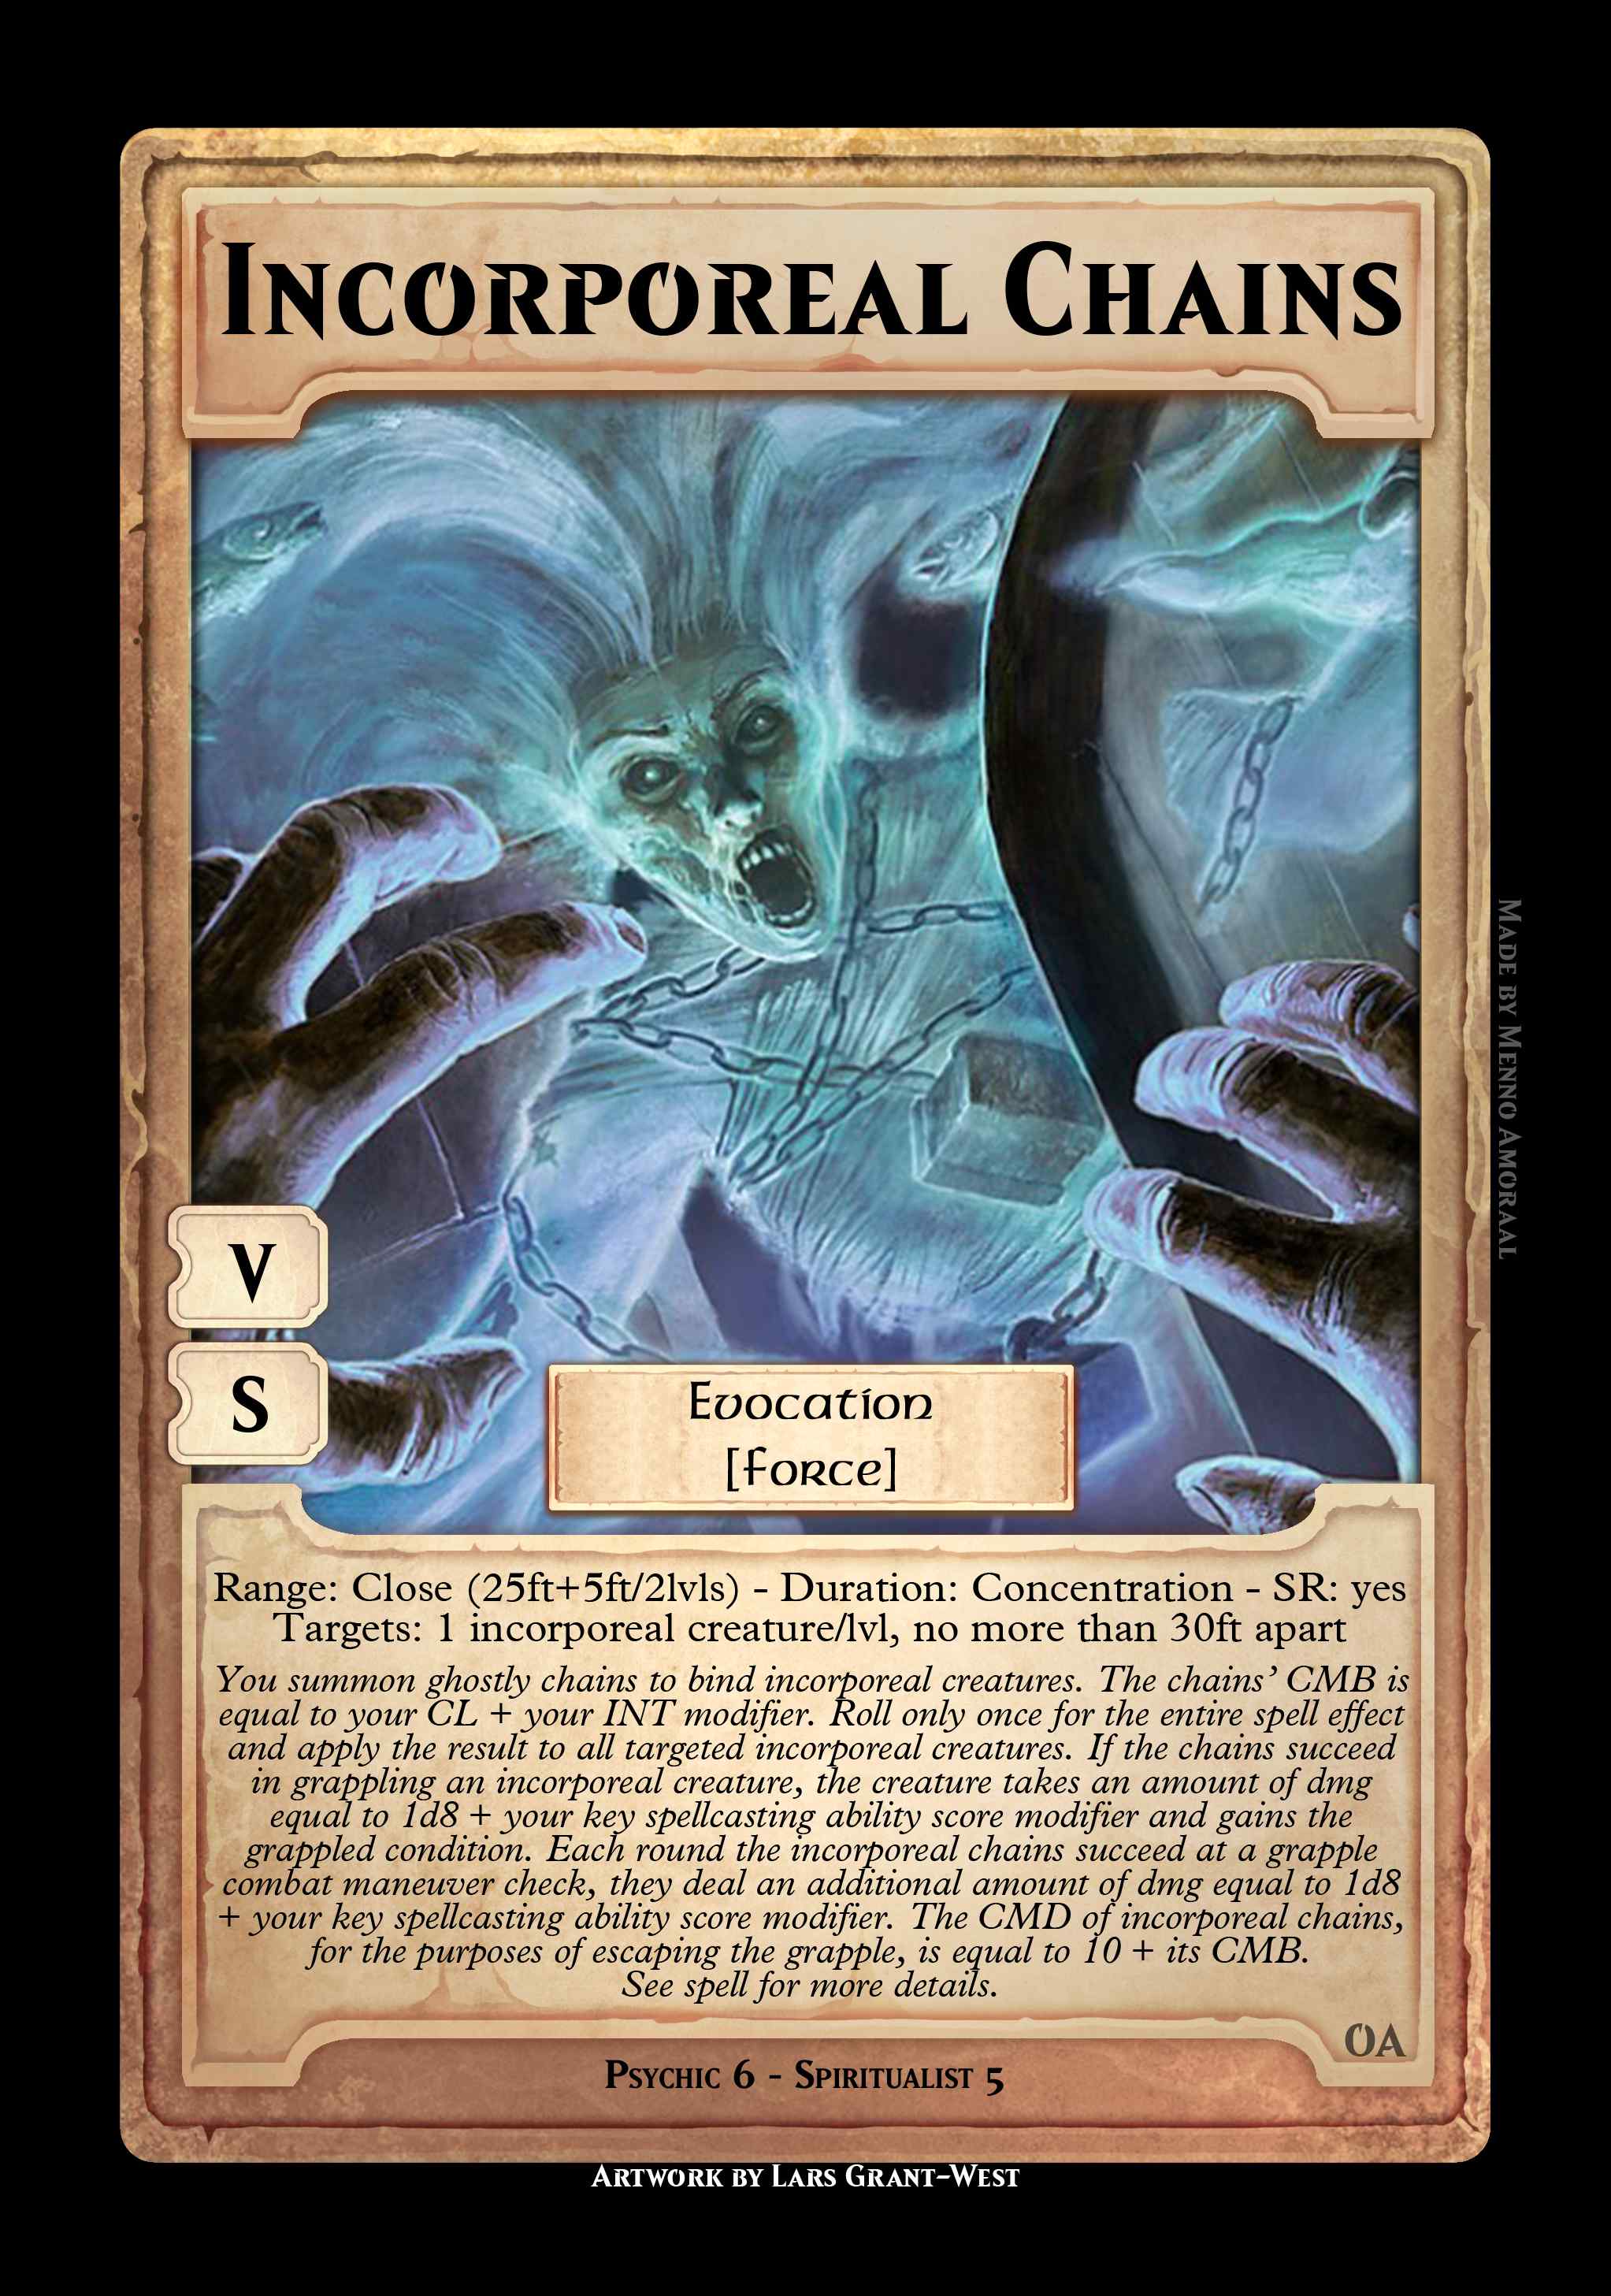 Incorporeal Chains
V
S
Evocation
[force]
Range: Close (25ft+5ft/2lvls) - Duration: Concentration - SR: yes
Targets: 1 incorporeal creature/lvl, no more than 30ft apart
You summon ghostly chains to bind incorporeal creatures. The chains’ CMB is
equal to your CL + your INT modifier. Roll only once for the entire spell effect
and apply the result to all targeted incorporeal creatures. If the chains succeed
in grappling an incorporeal creature, the creature takes an amount of dmg
equal to 1d8 + your key spellcasting ability score modifier and gains the
grappled condition. Each round the incorporeal chains succeed at a grapple
combat maneuver check, they deal an additional amount of dmg equal to 1d8
+ your key spellcasting ability score modifier. The CMD of incorporeal chains,
for the purposes of escaping the grapple, is equal to 10 + its CMB.
See spell for more details.
OA
Psychic 6 - Spiritualist 5
Artwork by Lars Grant-West
Made by Menno Amoraal